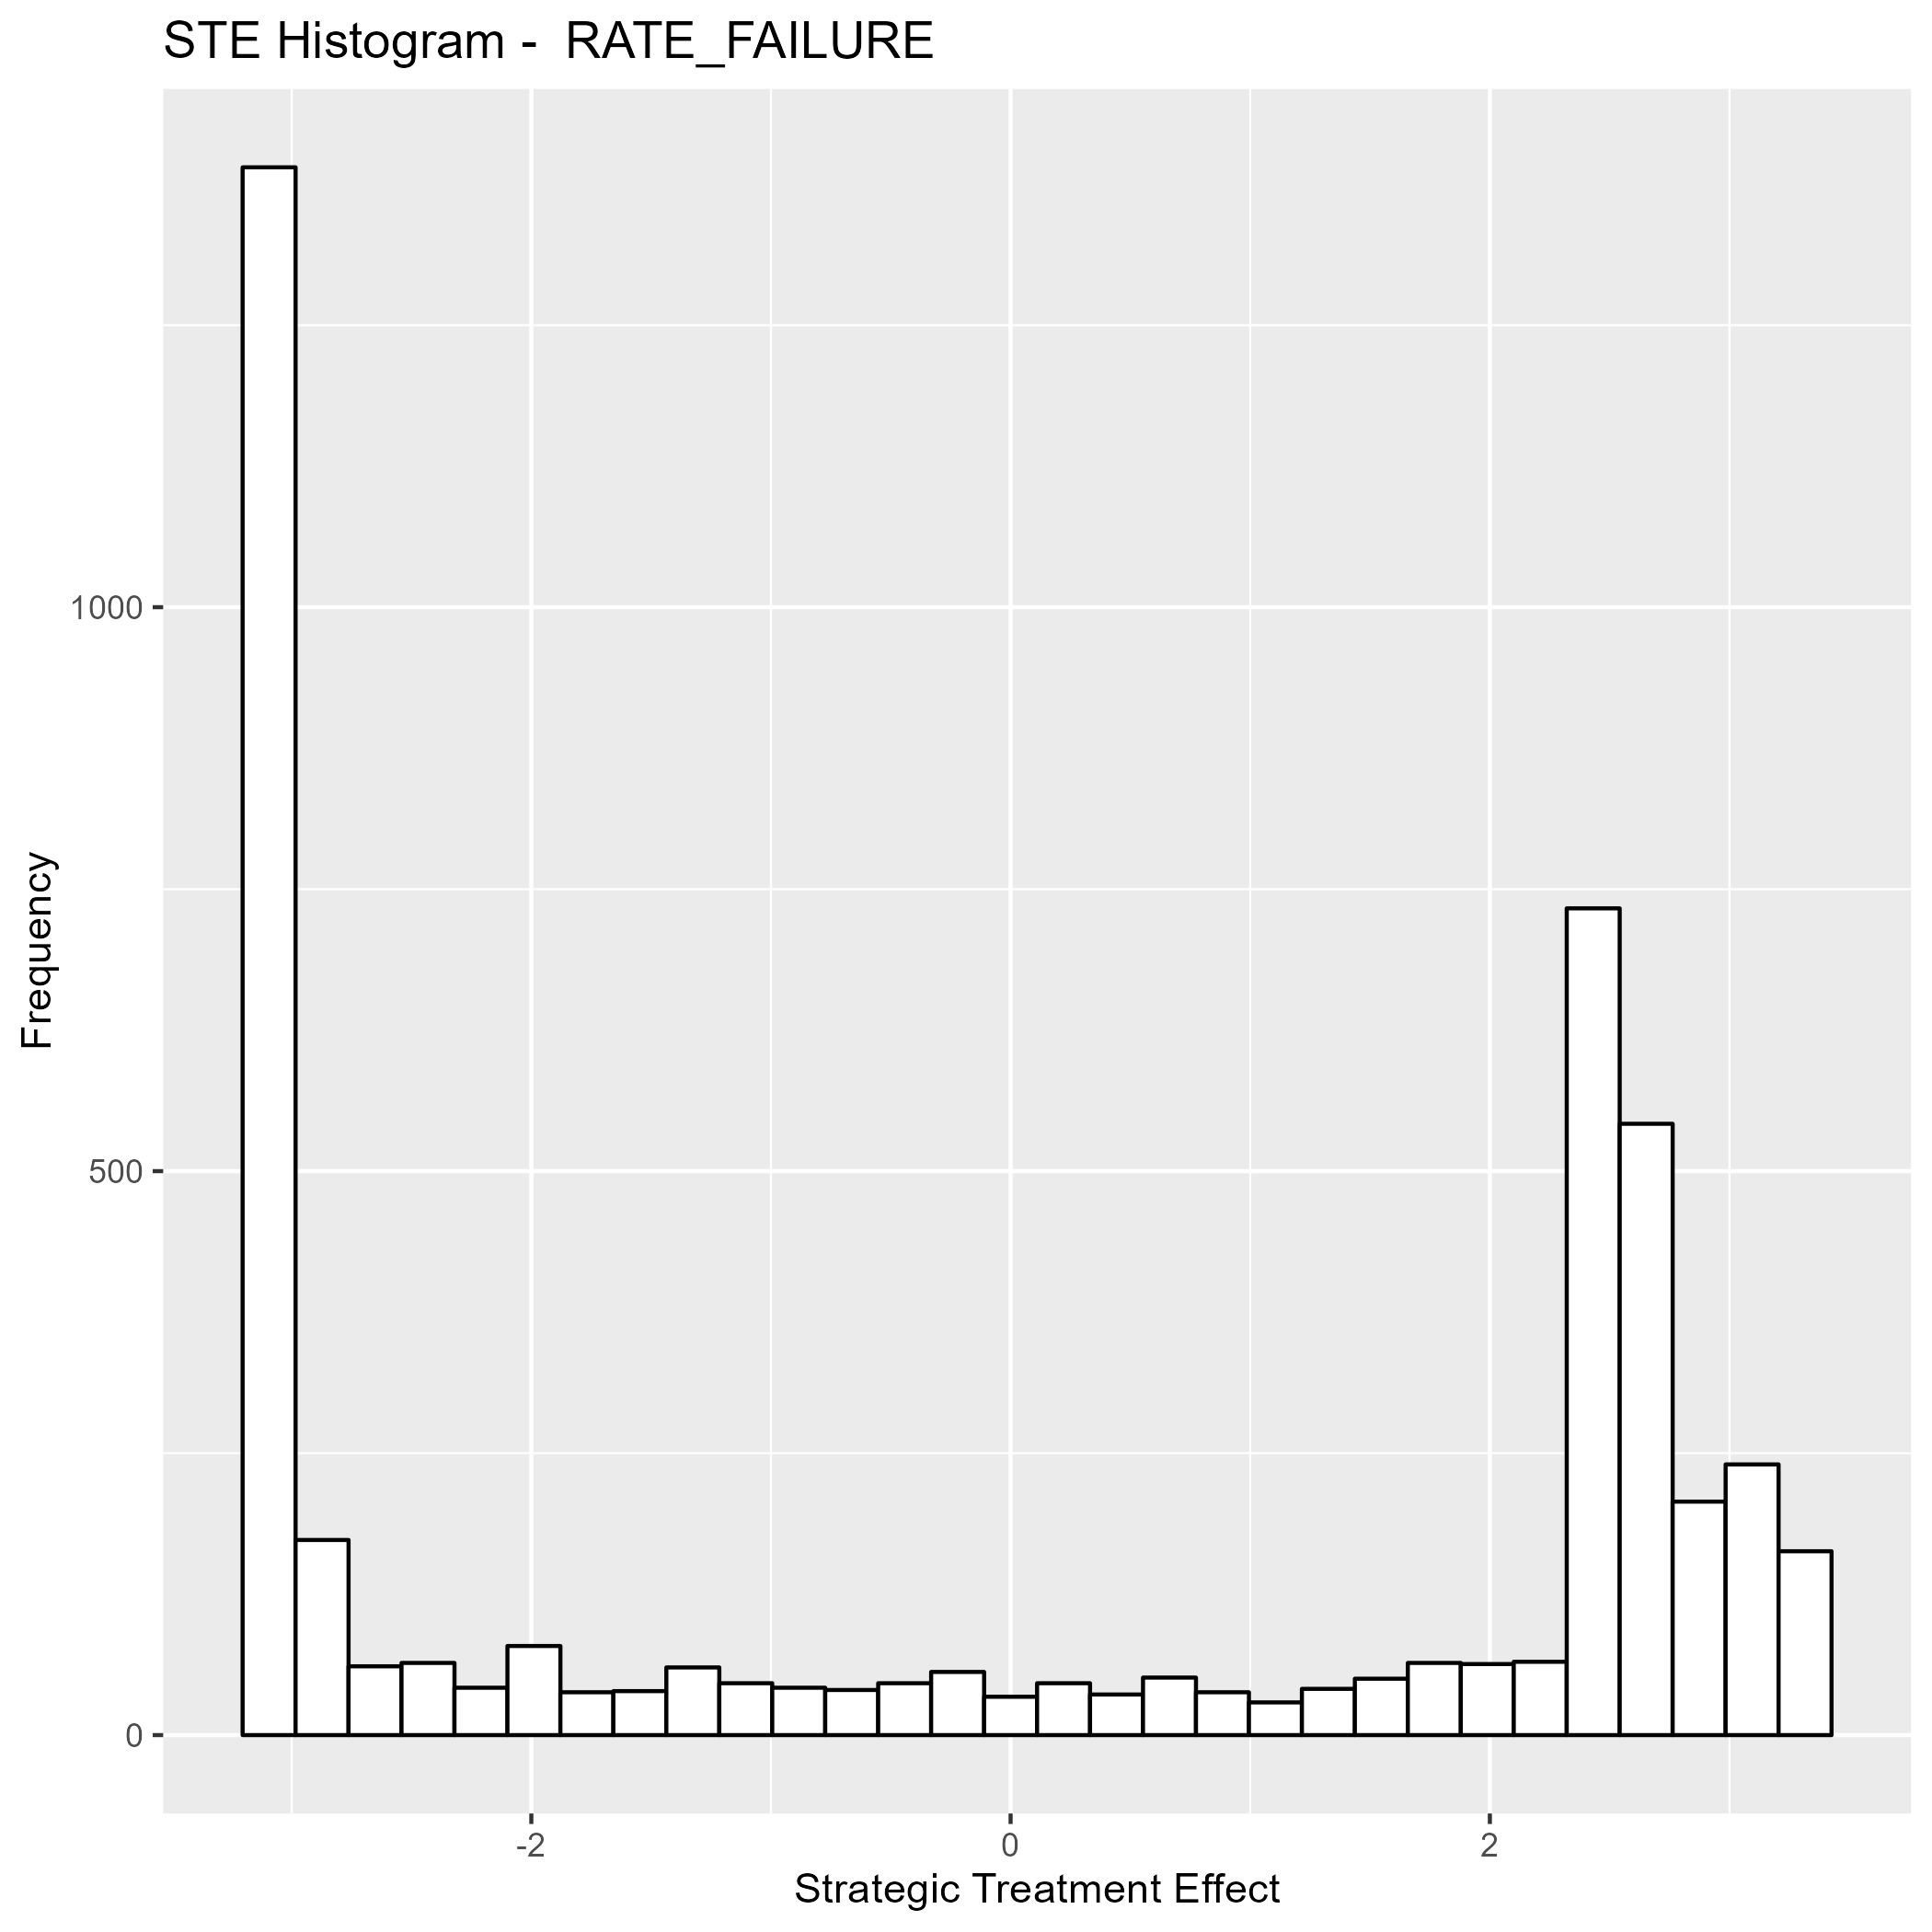 STE Histogram -  RATE_FAILURE
Frequency
1000
500
0
-2
0
2
Strategic Treatment Effect